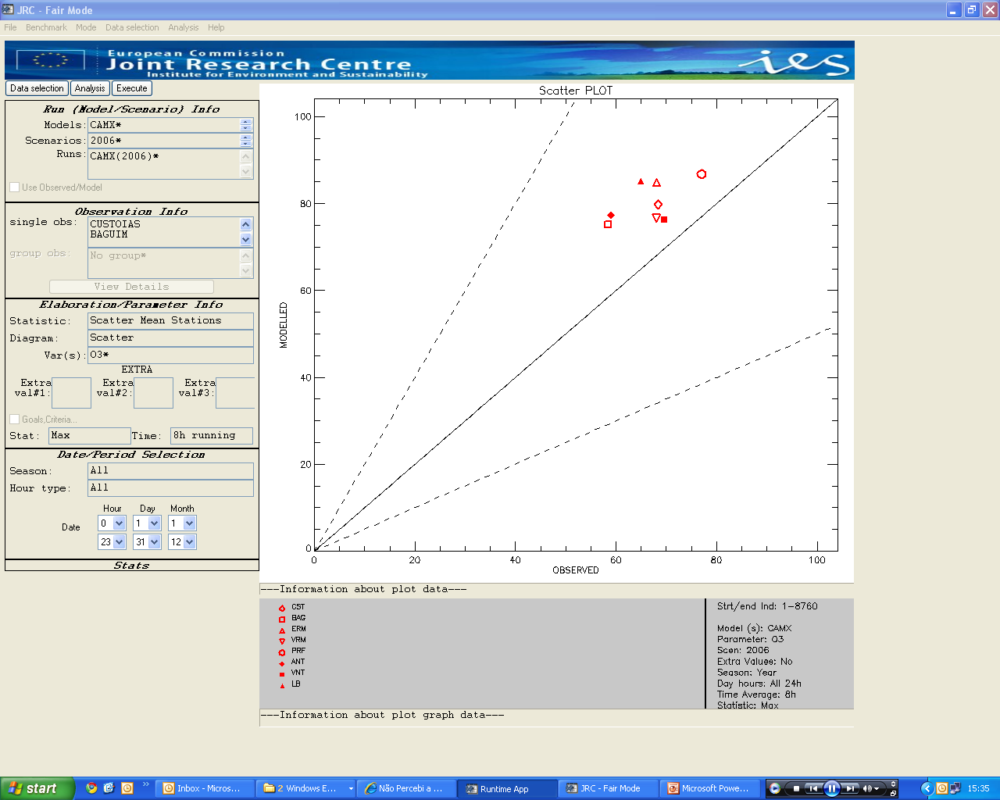 JRC - Fair Mode
File Benchmark Mode Data selection Analysis Help
European Commission
Joint Research Centre
Institute for Environment and Sustainability
ies
Data selection Analysis Execute
Run (Model/Scenario) Info
Models: CAMX*
Scenarios: 2006*
Runs: CAMX(2006)*
Use Observed/Model
Observation Info
single obs: CUSTOIAS
BAGUIM
group obs: No group*
View Details
Elaboration/Parameter Info
Statistic: Scatter Mean Stations
Diagram: Scatter
Var(s): O3*
EXTRA
Extra val#1: Extra val#2: Extra val#3:
Goals,Criteria...
Stat: Max Time: 8h running
Date/Period Selection
Season: All
Hour type: All
Hour Day Month
Date
0 1 1
23 31 12
Stats
Scatter PLOT
MODELLED
100
80
60
40
20
0
0 20 40 60 80 100
OBSERVED
---Information about plot data---
CST
BAG
ERM
VRM
PRF
ANT
VNT
LB
Strt/end Ind: 1-8760
Model (s): CAMX
Parameter: O3
Scen: 2006
Extra Values: No
Season: Year
Day hours: All 24h
Time Average: 8h
Statistic: Max
---Information about plot graph data---
start
Inbox - Micros...
2 Windows E...
Não Percebi a ...
Runtime App
JRC - Fair Mode
Microsoft Powe...
15:35